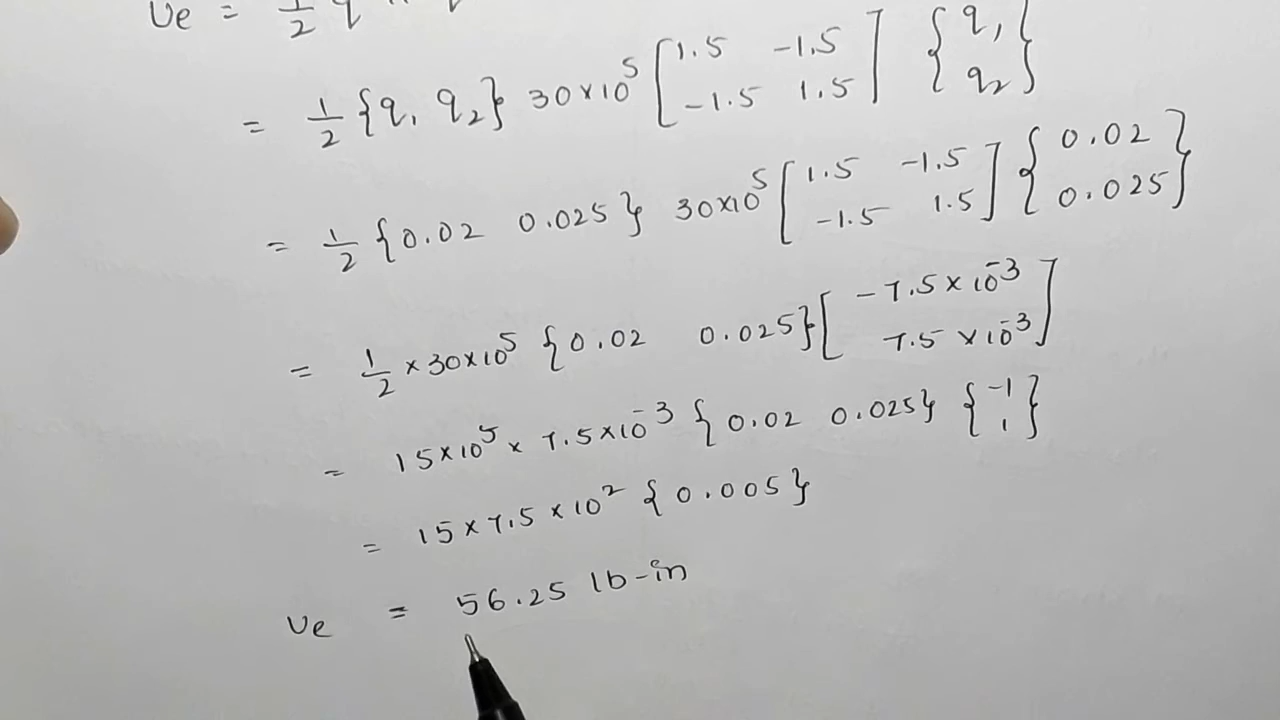 Ue = 1/2 q
= 1/2 {q1 q2} 30×10^5 [1.5 -1.5; -1.5 1.5] {q1; q2}
= 1/2 {0.02 0.025} 30×10^5 [1.5 -1.5; -1.5 1.5] {0.02; 0.025}
= 1/2 × 30×10^5 {0.02 0.025} [-7.5×10^-3; 7.5×10^-3]
= 15×10^5 × 7.5×10^-3 {0.02 0.025} {-1; 1}
= 15×7.5×10^2 {0.005}
Ue = 56.25 lb-in